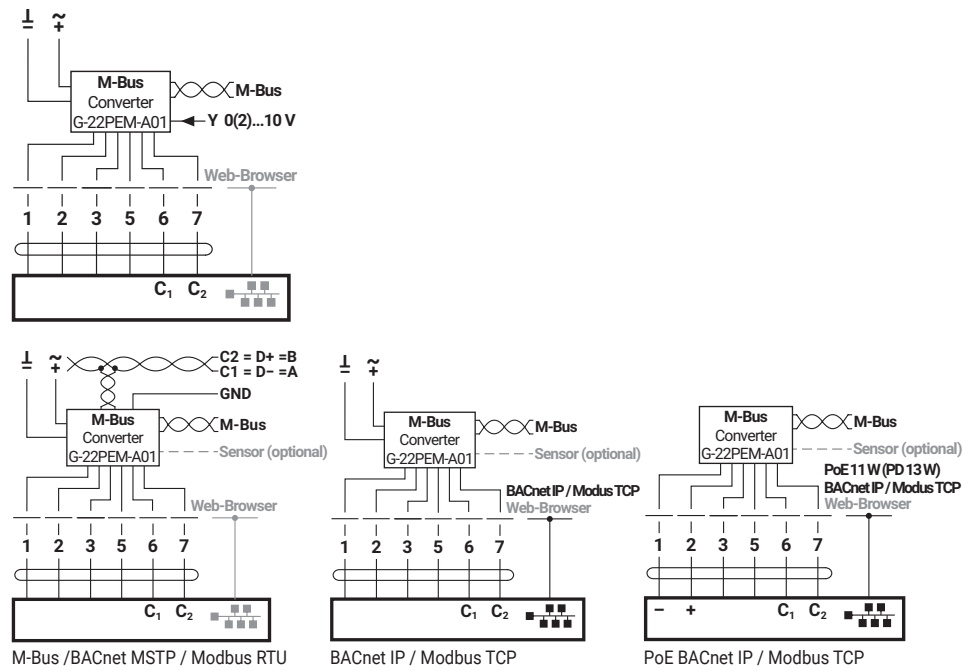 M-Bus
Converter
G-22PEM-A01
M-Bus
Y 0(2)...10 V
Web-Browser
1 2 3 5 6 7
C₁ C₂
C2 = D+ =B
C1 = D− =A
GND
M-Bus
Converter
G-22PEM-A01
M-Bus
Sensor (optional)
Web-Browser
1 2 3 5 6 7
C₁ C₂
M-Bus /BACnet MSTP / Modbus RTU
M-Bus
Converter
G-22PEM-A01
M-Bus
Sensor (optional)
BACnet IP / Modus TCP
Web-Browser
1 2 3 5 6 7
C₁ C₂
BACnet IP / Modbus TCP
M-Bus
Converter
G-22PEM-A01
M-Bus
Sensor (optional)
PoE 11 W (PD 13 W)
BACnet IP / Modus TCP
Web-Browser
1 2 3 5 6 7
− + C₁ C₂
PoE BACnet IP / Modbus TCP